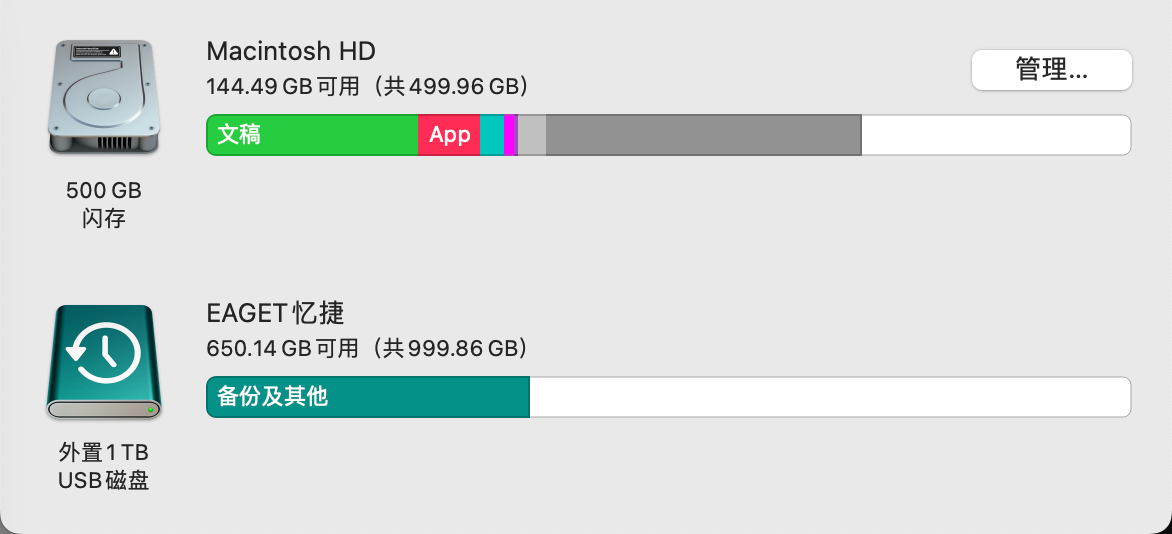 Macintosh HD
144.49 GB 可用（共 499.96 GB）
管理...
文稿
App
500 GB
闪存
EAGET 忆捷
650.14 GB 可用（共 999.86 GB）
备份及其他
外置 1 TB
USB 磁盘